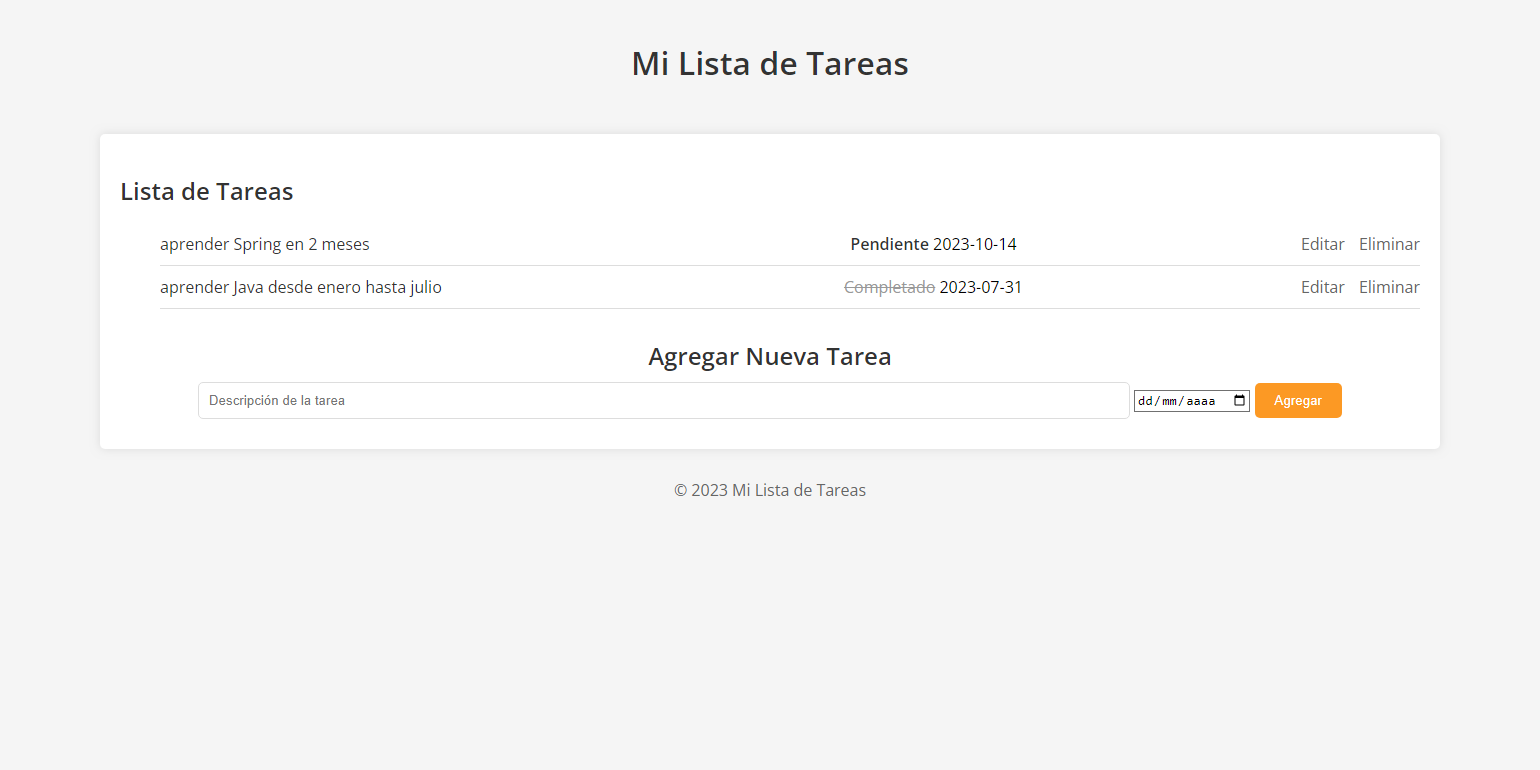 Mi Lista de Tareas
Lista de Tareas
aprender Spring en 2 meses Pendiente 2023-10-14 Editar Eliminar
aprender Java desde enero hasta julio Completado 2023-07-31 Editar Eliminar
Agregar Nueva Tarea
Descripción de la tarea dd/mm/aaaa Agregar
© 2023 Mi Lista de Tareas